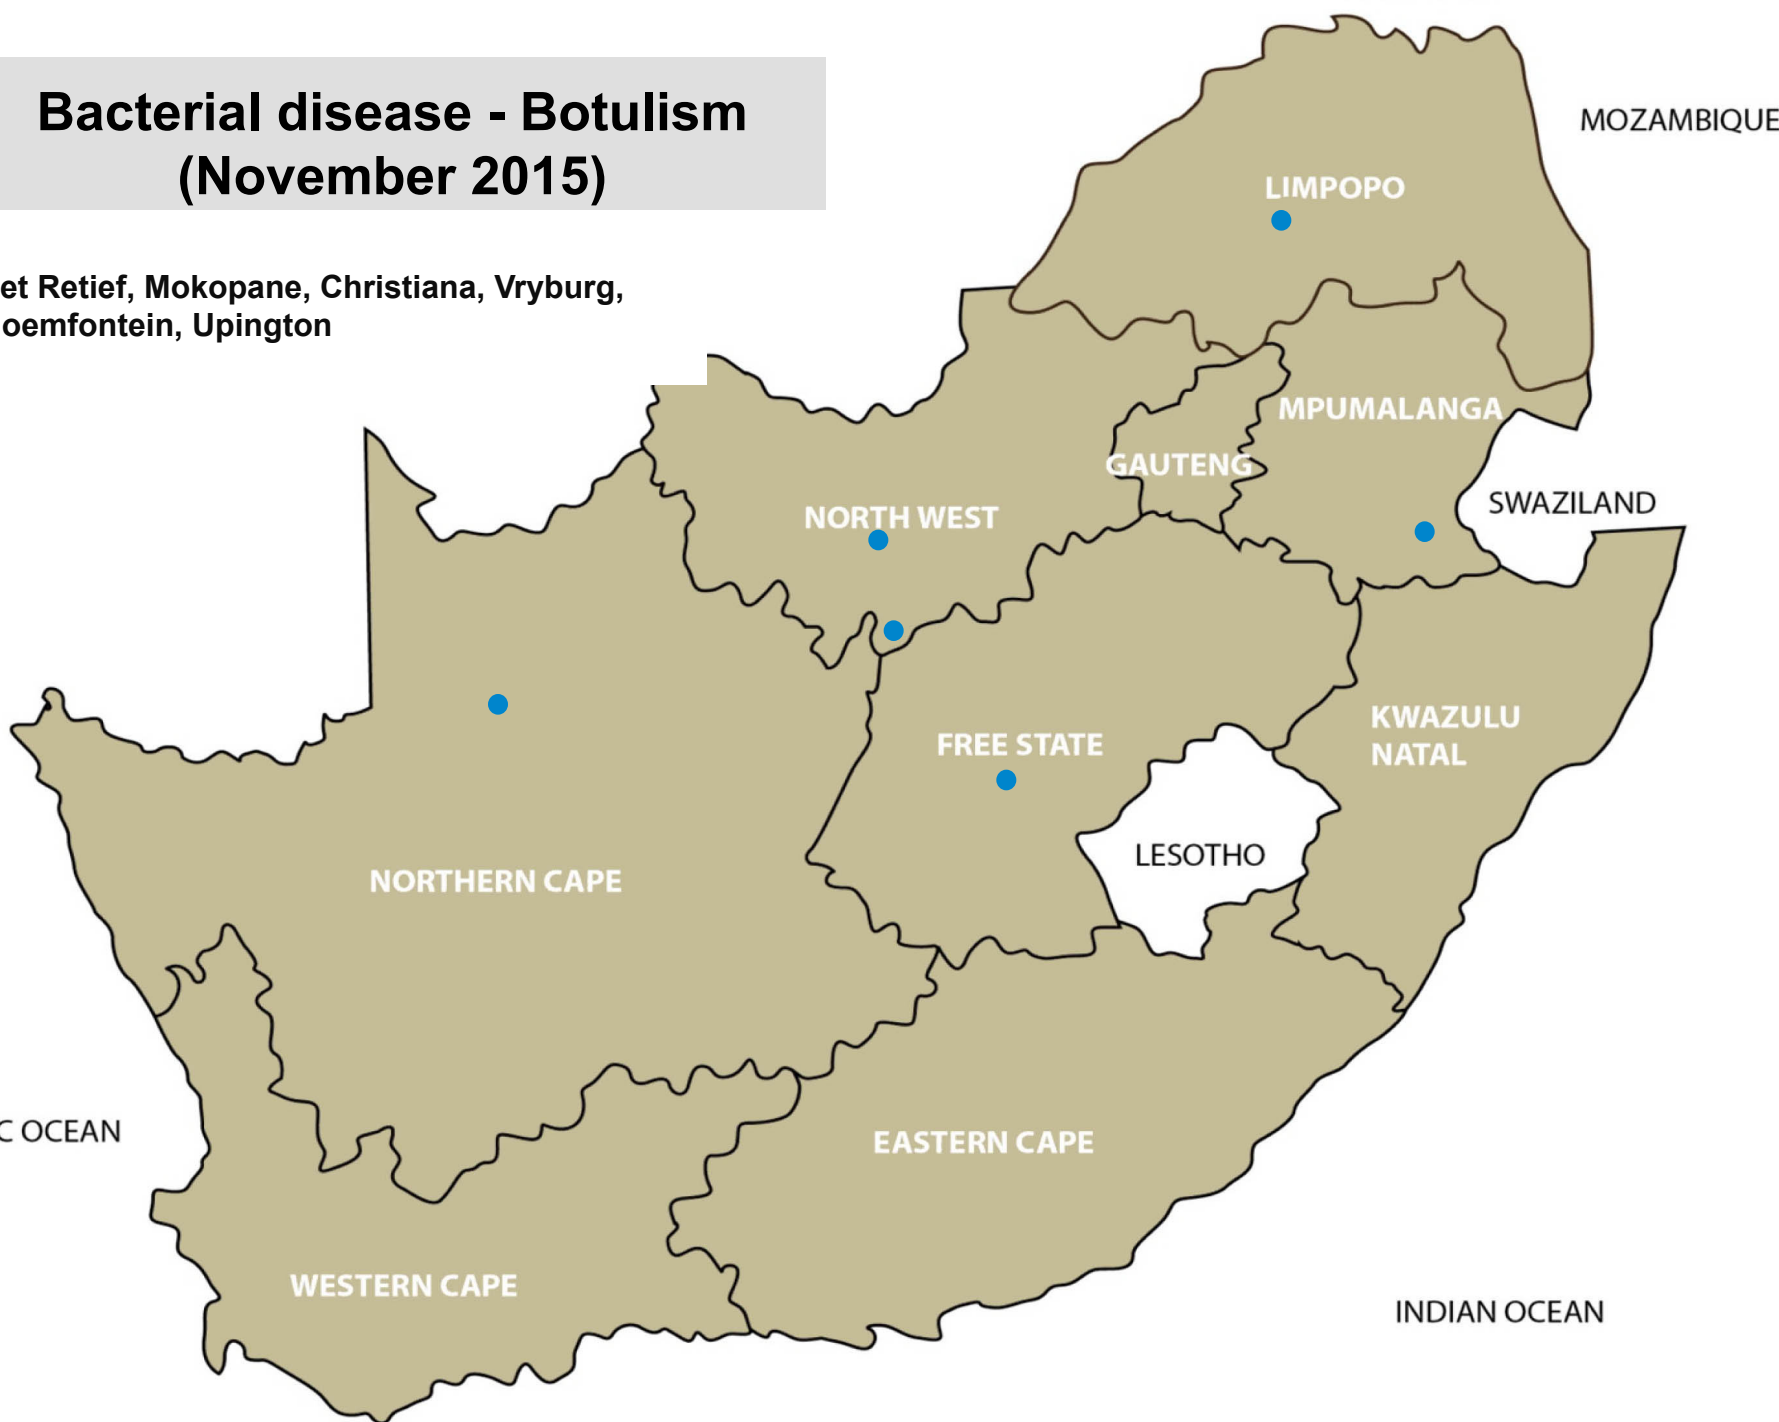 Bacterial disease - Botulism
(November 2015)
et Retief, Mokopane, Christiana, Vryburg,
oemfontein, Upington
MOZAMBIQUE
LIMPOPO
MPUMALANGA
GAUTENG
SWAZILAND
NORTH WEST
KWAZULU
NATAL
FREE STATE
LESOTHO
NORTHERN CAPE
C OCEAN
EASTERN CAPE
WESTERN CAPE
INDIAN OCEAN